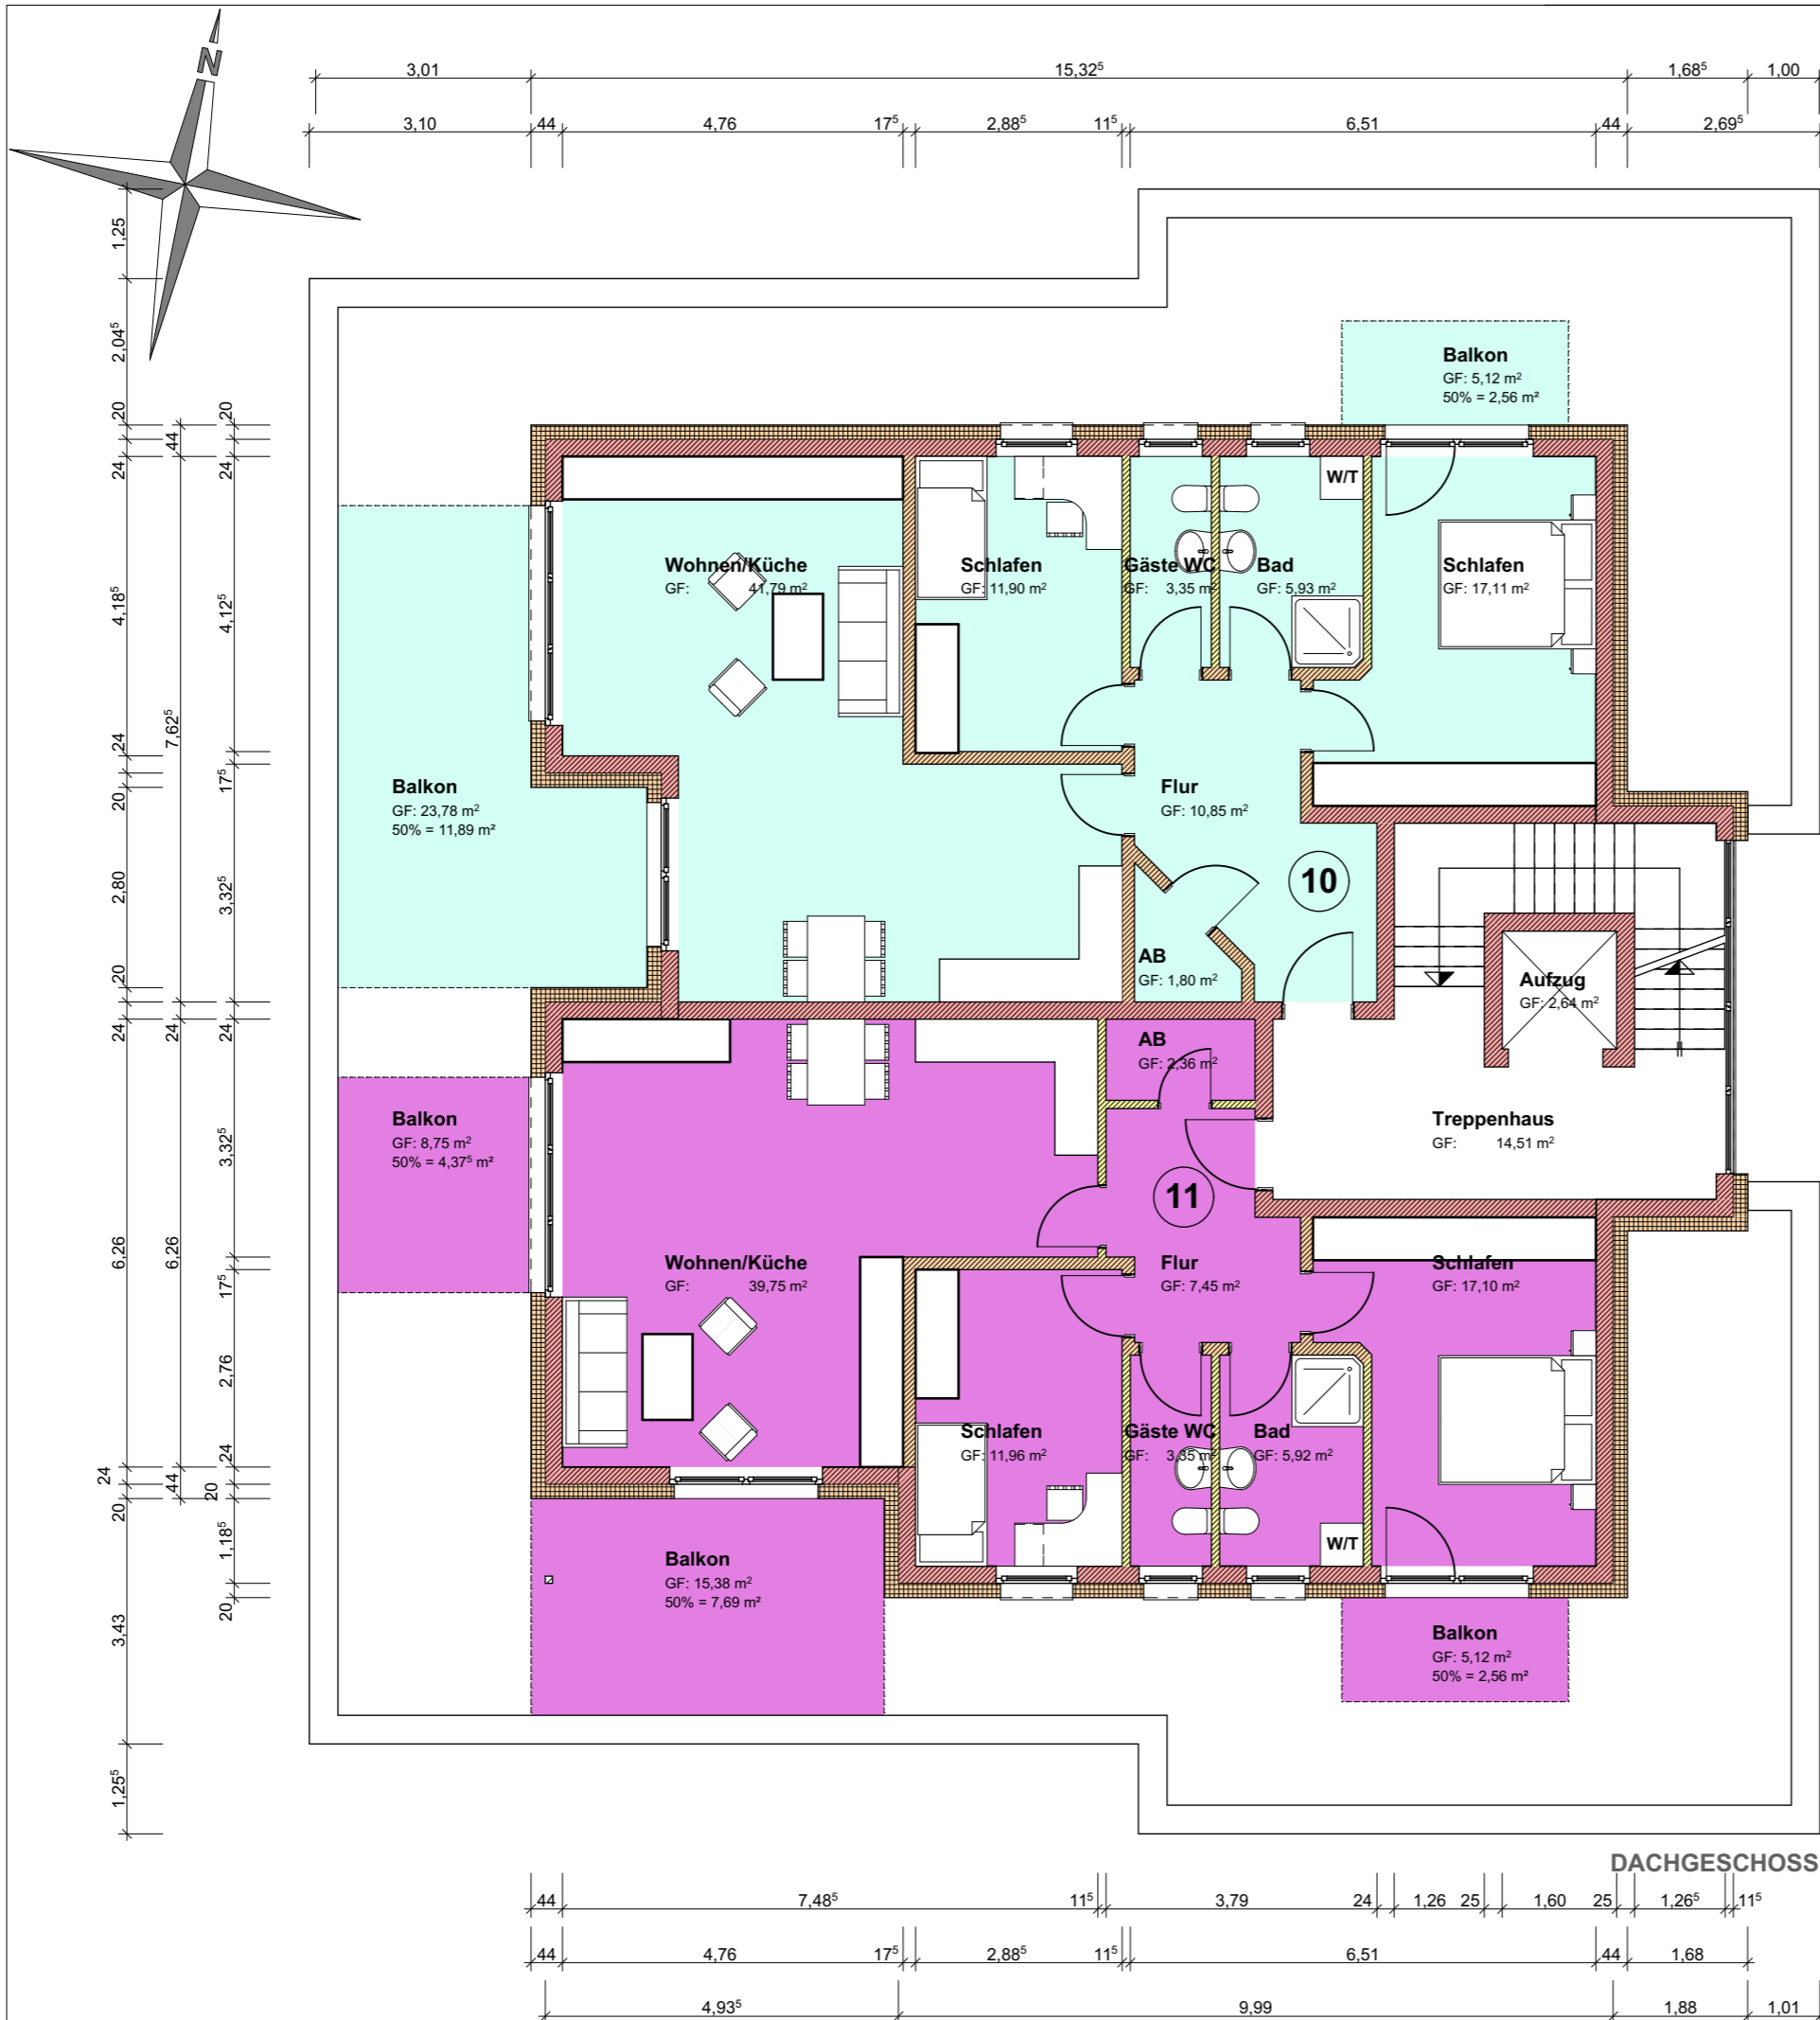 N
3,01
15,32⁵
1,68⁵
1,00
3,10
44
4,76
17⁵
2,88⁵
11⁵
6,51
44
2,69⁵
1,25
2,04⁵
20
24
4,18⁵
24
20
2,80
20
24
6,26
24
20
3,43
1,25⁵
44
7,62⁵
24
6,26
44
20
24
4,12⁵
17⁵
3,32⁵
24
3,32⁵
17⁵
2,76
24
20
1,18⁵
20
Balkon
GF: 5,12 m²
50% = 2,56 m²
W/T
Wohnen/Küche
GF: 41,79 m²
Schlafen
GF: 11,90 m²
Gäste WC
GF: 3,35 m²
Bad
GF: 5,93 m²
Schlafen
GF: 17,11 m²
Balkon
GF: 23,78 m²
50% = 11,89 m²
Flur
GF: 10,85 m²
10
AB
GF: 1,80 m²
Aufzug
GF: 2,64 m²
AB
GF: 2,36 m²
Balkon
GF: 8,75 m²
50% = 4,37⁵ m²
Treppenhaus
GF: 14,51 m²
11
Wohnen/Küche
GF: 39,75 m²
Flur
GF: 7,45 m²
Schlafen
GF: 17,10 m²
Schlafen
GF: 11,96 m²
Gäste WC
GF: 3,35 m²
Bad
GF: 5,92 m²
W/T
Balkon
GF: 15,38 m²
50% = 7,69 m²
Balkon
GF: 5,12 m²
50% = 2,56 m²
DACHGESCHOSS
44
7,48⁵
11⁵
3,79
24
1,26
25
1,60
25
1,26⁵
11⁵
44
4,76
17⁵
2,88⁵
11⁵
6,51
44
1,68
4,93⁵
9,99
1,88
1,01